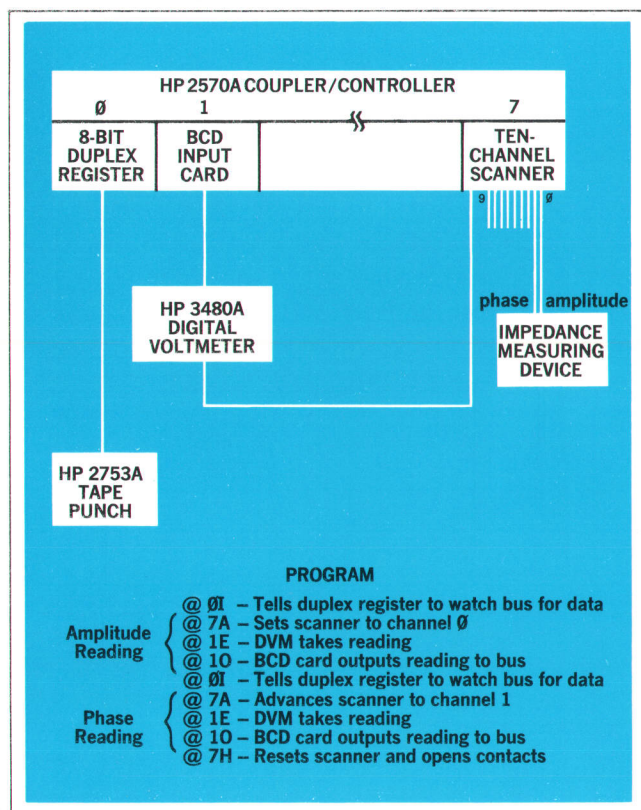 HP 2570A COUPLER/CONTROLLER
Ø 1 7
8-BIT DUPLEX REGISTER
BCD INPUT CARD
TEN-CHANNEL SCANNER
9 Ø
phase amplitude
HP 3480A DIGITAL VOLTMETER
IMPEDANCE MEASURING DEVICE
HP 2753A TAPE PUNCH
PROGRAM
@ ØI – Tells duplex register to watch bus for data
Amplitude Reading
@ 7A – Sets scanner to channel Ø
@ 1E – DVM takes reading
@ 1O – BCD card outputs reading to bus
@ ØI – Tells duplex register to watch bus for data
Phase Reading
@ 7A – Advances scanner to channel 1
@ 1E – DVM takes reading
@ 1O – BCD card outputs reading to bus
@ 7H – Resets scanner and opens contacts